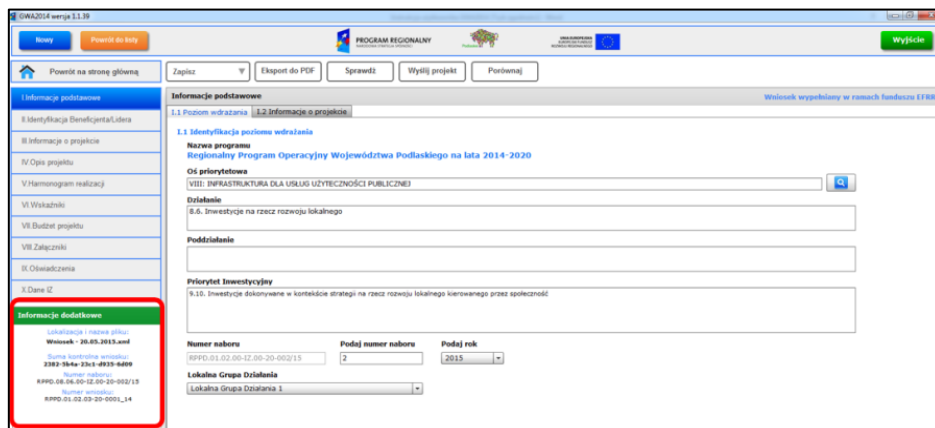 GWA2014 wersja 1.1.39
Nowy
Powrót do listy
PROGRAM REGIONALNY
NARODOWA STRATEGIA SPÓJNOŚCI
UNIA EUROPEJSKA
Wyjście
Powrót na stronę główną
Zapisz
Eksport do PDF
Sprawdź
Wyślij projekt
Porównaj
I.Informacje podstawowe
II.Identyfikacja Beneficjenta/Lidera
III.Informacje o projekcie
IV.Opis projektu
V.Harmonogram realizacji
VI.Wskaźniki
VII.Budżet projektu
VIII.Załączniki
IX.Oświadczenia
X.Dane IZ
Informacje dodatkowe
Lokalizacja i nazwa pliku:
Wniosek - 20.05.2015.xml
Suma kontrolna wniosku:
2382-5b4a-23c1-d935-6d09
Numer naboru:
RPPD.08.06.00-IZ.00-20-002/15
Numer wniosku:
RPPD.01.02.03-20-0001_14
Informacje podstawowe
Wniosek wypełniany w ramach funduszu EFRR
I.1 Poziom wdrażania
I.2 Informacje o projekcie
I.1 Identyfikacja poziomu wdrażania
Nazwa programu
Regionalny Program Operacyjny Województwa Podlaskiego na lata 2014-2020
Oś priorytetowa
VIII: INFRASTRUKTURA DLA USŁUG UŻYTECZNOŚCI PUBLICZNEJ
Działanie
8.6. Inwestycje na rzecz rozwoju lokalnego
Poddziałanie
Priorytet Inwestycyjny
9.10. Inwestycje dokonywane w kontekście strategii na rzecz rozwoju lokalnego kierowanego przez społeczność
Numer naboru
Podaj numer naboru
Podaj rok
RPPD.01.02.00-IZ.00-20-002/15
2
2015
Lokalna Grupa Działania
Lokalna Grupa Działania 1